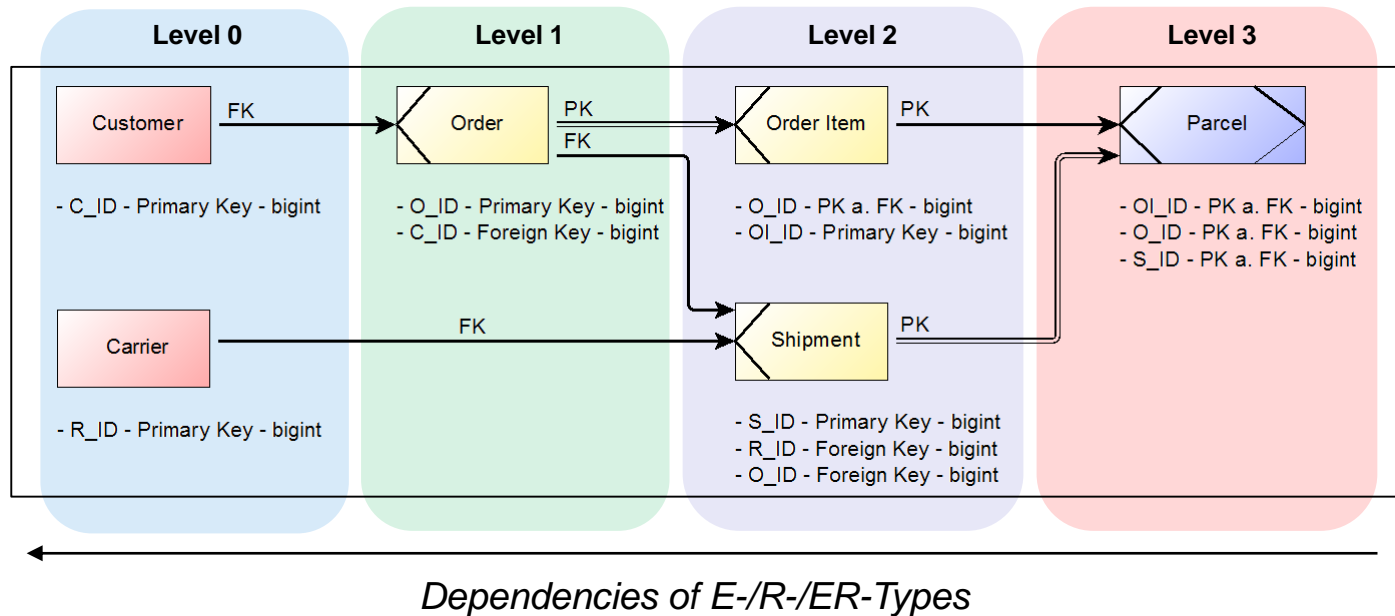 Level 0
Level 1
Level 2
Level 3
Customer
FK
Order
PK
FK
Order Item
PK
Parcel
- C_ID - Primary Key - bigint
- O_ID - Primary Key - bigint
- C_ID - Foreign Key - bigint
- O_ID - PK a. FK - bigint
- OI_ID - Primary Key - bigint
- OI_ID - PK a. FK - bigint
- O_ID - PK a. FK - bigint
- S_ID - PK a. FK - bigint
Carrier
FK
Shipment
PK
- R_ID - Primary Key - bigint
- S_ID - Primary Key - bigint
- R_ID - Foreign Key - bigint
- O_ID - Foreign Key - bigint
Dependencies of E-/R-/ER-Types